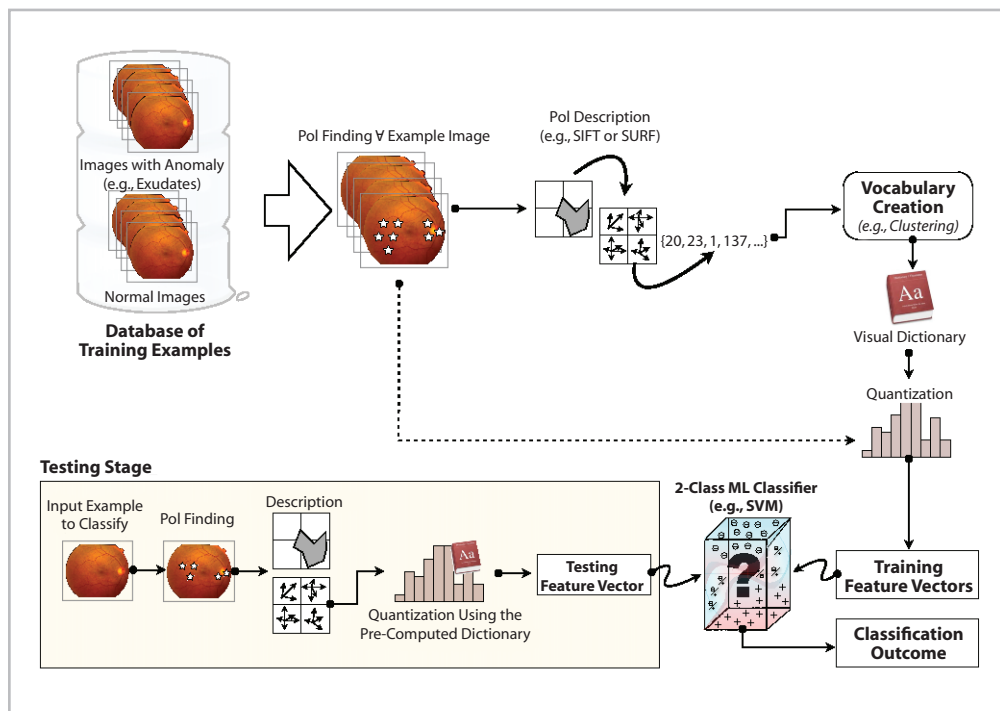 Images with Anomaly
(e.g., Exudates)
Normal Images
Database of
Training Examples
PoI Finding ∀ Example Image
PoI Description
(e.g., SIFT or SURF)
{20, 23, 1, 137, ...}
Vocabulary
Creation
(e.g., Clustering)
Aa
Visual Dictionary
Quantization
Testing Stage
Input Example
to Classify
PoI Finding
Description
Aa
Quantization Using the
Pre-Computed Dictionary
Testing
Feature Vector
2-Class ML Classifier
(e.g., SVM)
?
Training
Feature Vectors
Classification
Outcome